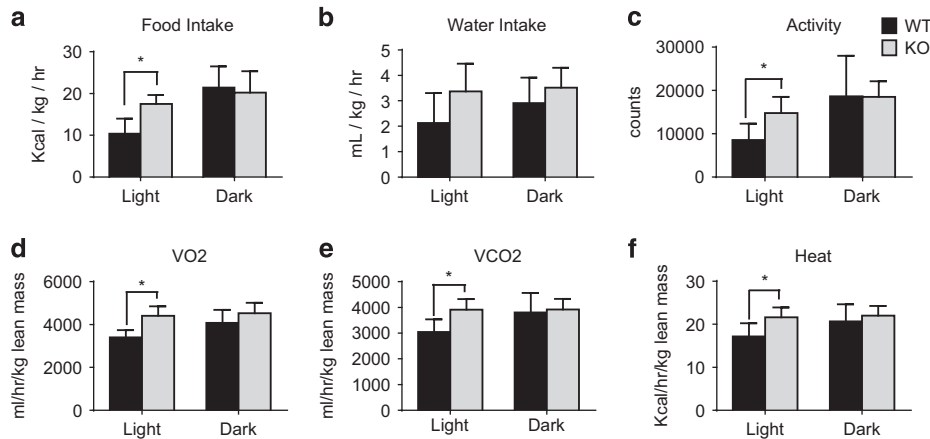 a Food Intake
Kcal / kg / hr
30
20
10
0
*
Light Dark
b Water Intake
mL / kg / hr
5
4
3
2
1
0
Light Dark
c Activity
WT
KO
counts
30000
20000
10000
0
*
Light Dark
d VO2
ml/hr/kg lean mass
6000
4000
2000
0
*
Light Dark
e VCO2
ml/hr/kg lean mass
5000
4000
3000
2000
1000
0
*
Light Dark
f Heat
Kcal/hr/kg lean mass
30
20
10
0
*
Light Dark